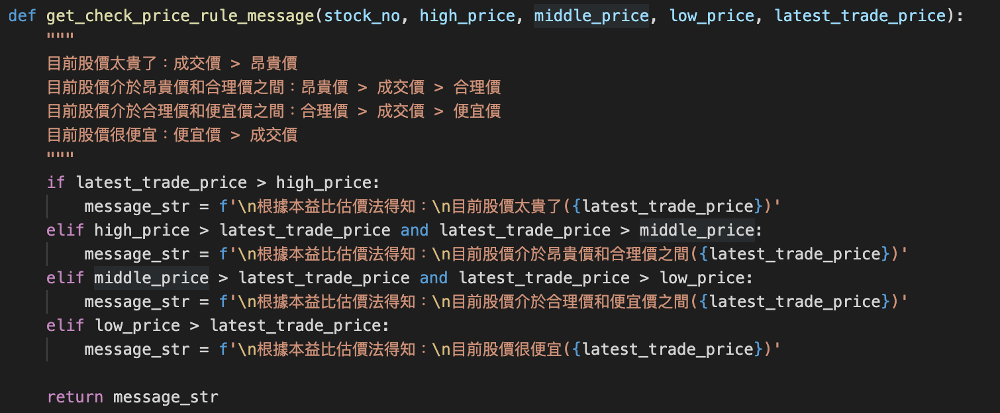 def get_check_price_rule_message(stock_no, high_price, middle_price, low_price, latest_trade_price):
    """
    目前股價太貴了：成交價 > 昂貴價
    目前股價介於昂貴價和合理價之間：昂貴價 > 成交價 > 合理價
    目前股價介於合理價和便宜價之間：合理價 > 成交價 > 便宜價
    目前股價很便宜：便宜價 > 成交價
    """
    if latest_trade_price > high_price:
        message_str = f'\n根據本益比估價法得知：\n目前股價太貴了({latest_trade_price})'
    elif high_price > latest_trade_price and latest_trade_price > middle_price:
        message_str = f'\n根據本益比估價法得知：\n目前股價介於昂貴價和合理價之間({latest_trade_price})'
    elif middle_price > latest_trade_price and latest_trade_price > low_price:
        message_str = f'\n根據本益比估價法得知：\n目前股價介於合理價和便宜價之間({latest_trade_price})'
    elif low_price > latest_trade_price:
        message_str = f'\n根據本益比估價法得知：\n目前股價很便宜({latest_trade_price})'
    return message_str